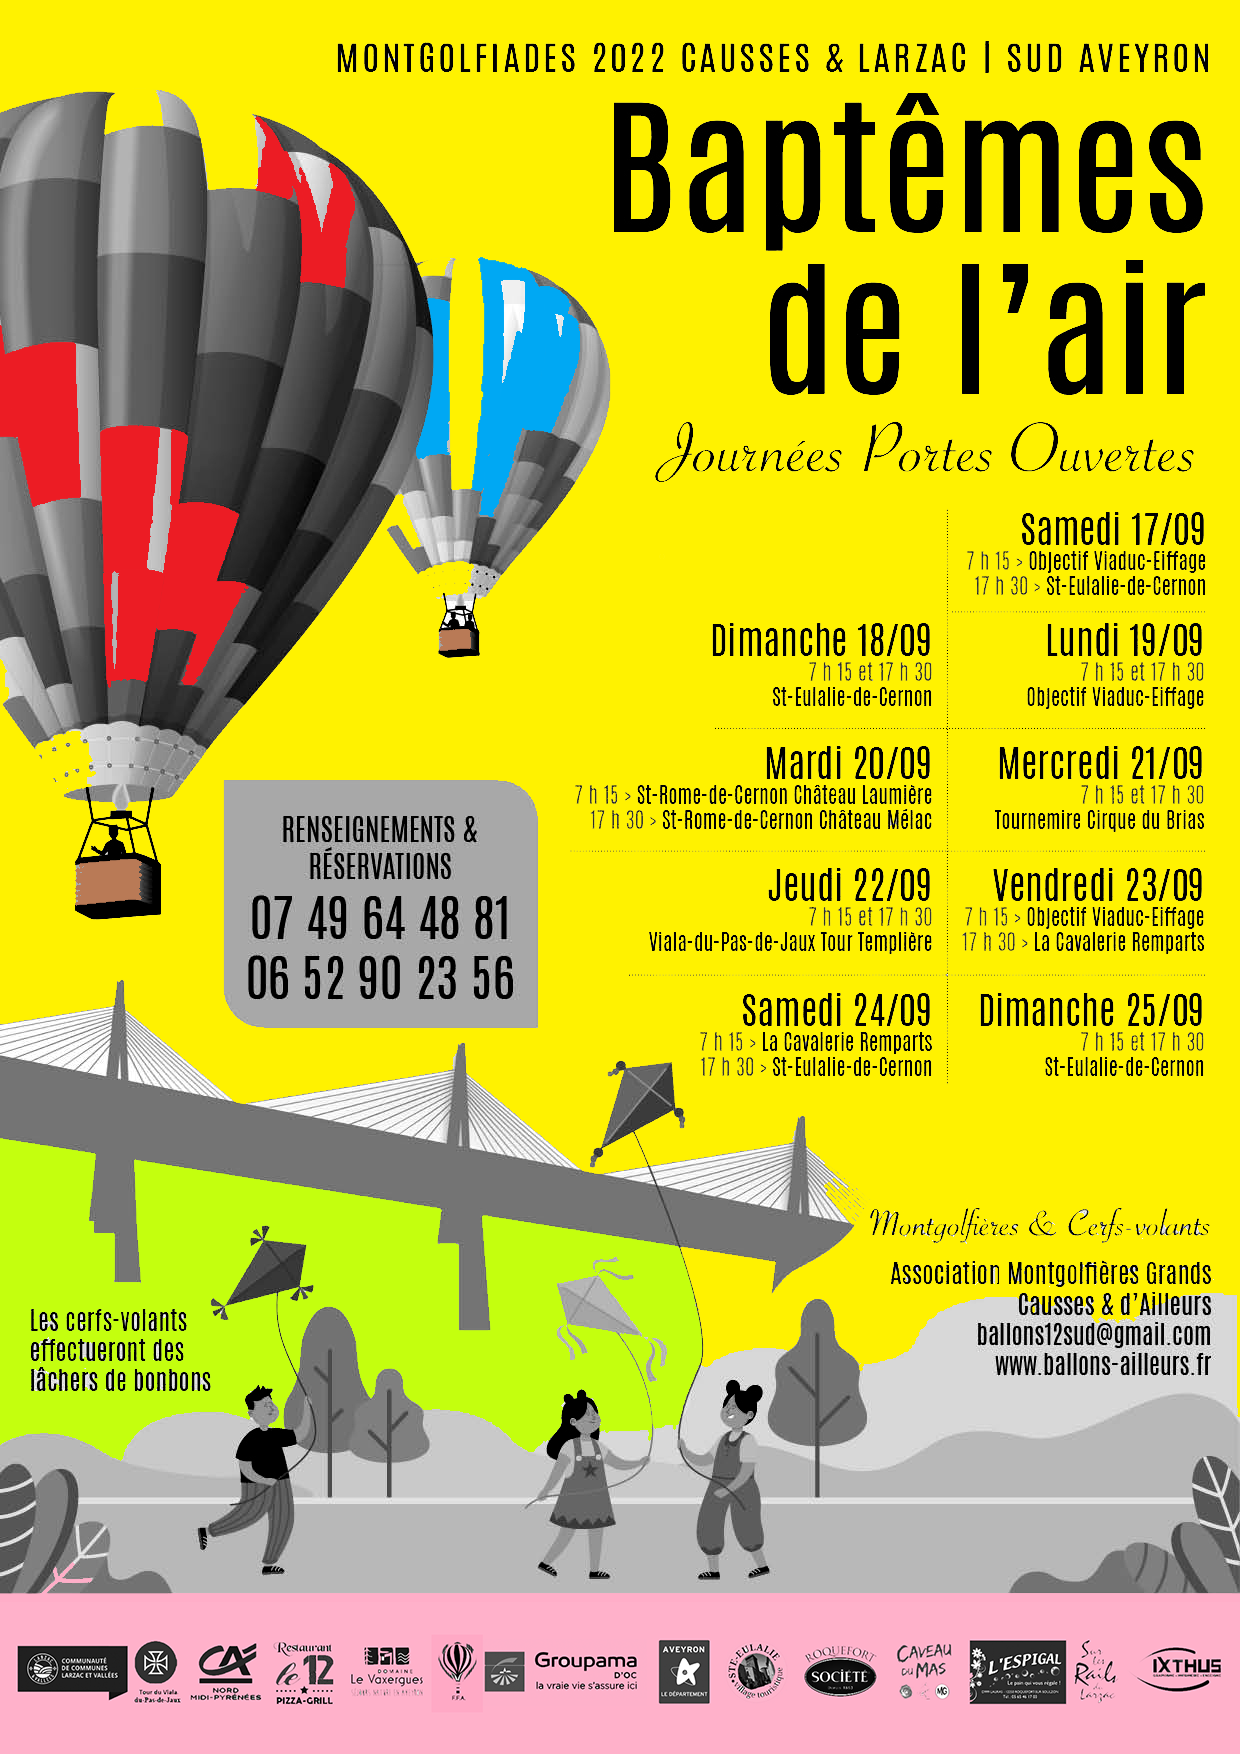 MONTGOLFIADES 2022 CAUSSES & LARZAC | SUD AVEYRON
Baptêmes
de l'air
Journées Portes Ouvertes
Samedi 17/09
7 h 15 > Objectif Viaduc-Eiffage
17 h 30 > St-Eulalie-de-Cernon
Dimanche 18/09
7 h 15 et 17 h 30
St-Eulalie-de-Cernon
Lundi 19/09
7 h 15 et 17 h 30
Objectif Viaduc-Eiffage
Mardi 20/09
7 h 15 > St-Rome-de-Cernon Château Laumière
17 h 30 > St-Rome-de-Cernon Château Mélac
Mercredi 21/09
7 h 15 et 17 h 30
Tournemire Cirque du Brias
Jeudi 22/09
7 h 15 et 17 h 30
Viala-du-Pas-de-Jaux Tour Templière
Vendredi 23/09
7 h 15 > Objectif Viaduc-Eiffage
17 h 30 > La Cavalerie Remparts
Samedi 24/09
7 h 15 > La Cavalerie Remparts
17 h 30 > St-Eulalie-de-Cernon
Dimanche 25/09
7 h 15 et 17 h 30
St-Eulalie-de-Cernon
RENSEIGNEMENTS &
RÉSERVATIONS
07 49 64 48 81
06 52 90 23 56
Montgolfières & Cerfs-volants
Association Montgolfières Grands
Causses & d'Ailleurs
ballons12sud@gmail.com
www.ballons-ailleurs.fr
Les cerfs-volants
effectueront des
lâchers de bonbons
COMMUNAUTÉ
DE COMMUNES
LARZAC ET VALLÉES
Tour du Viala
du-Pas-de-Jaux
CA
NORD
MIDI-PYRÉNÉES
Restaurant
le 12
PIZZA-GRILL
DOMAINE
Le Vaxergues
F.F.A.
Groupama
D'OC
la vraie vie s'assure ici
AVEYRON
LE DÉPARTEMENT
STE-EULALIE
village touristique
ROQUEFORT
SOCIÉTÉ
CAVEAU
DU MAS
MG
L'ESPIGAL
Le pain qui vous régale !
Sur
les
Rails
du
Larzac
IXTHUS